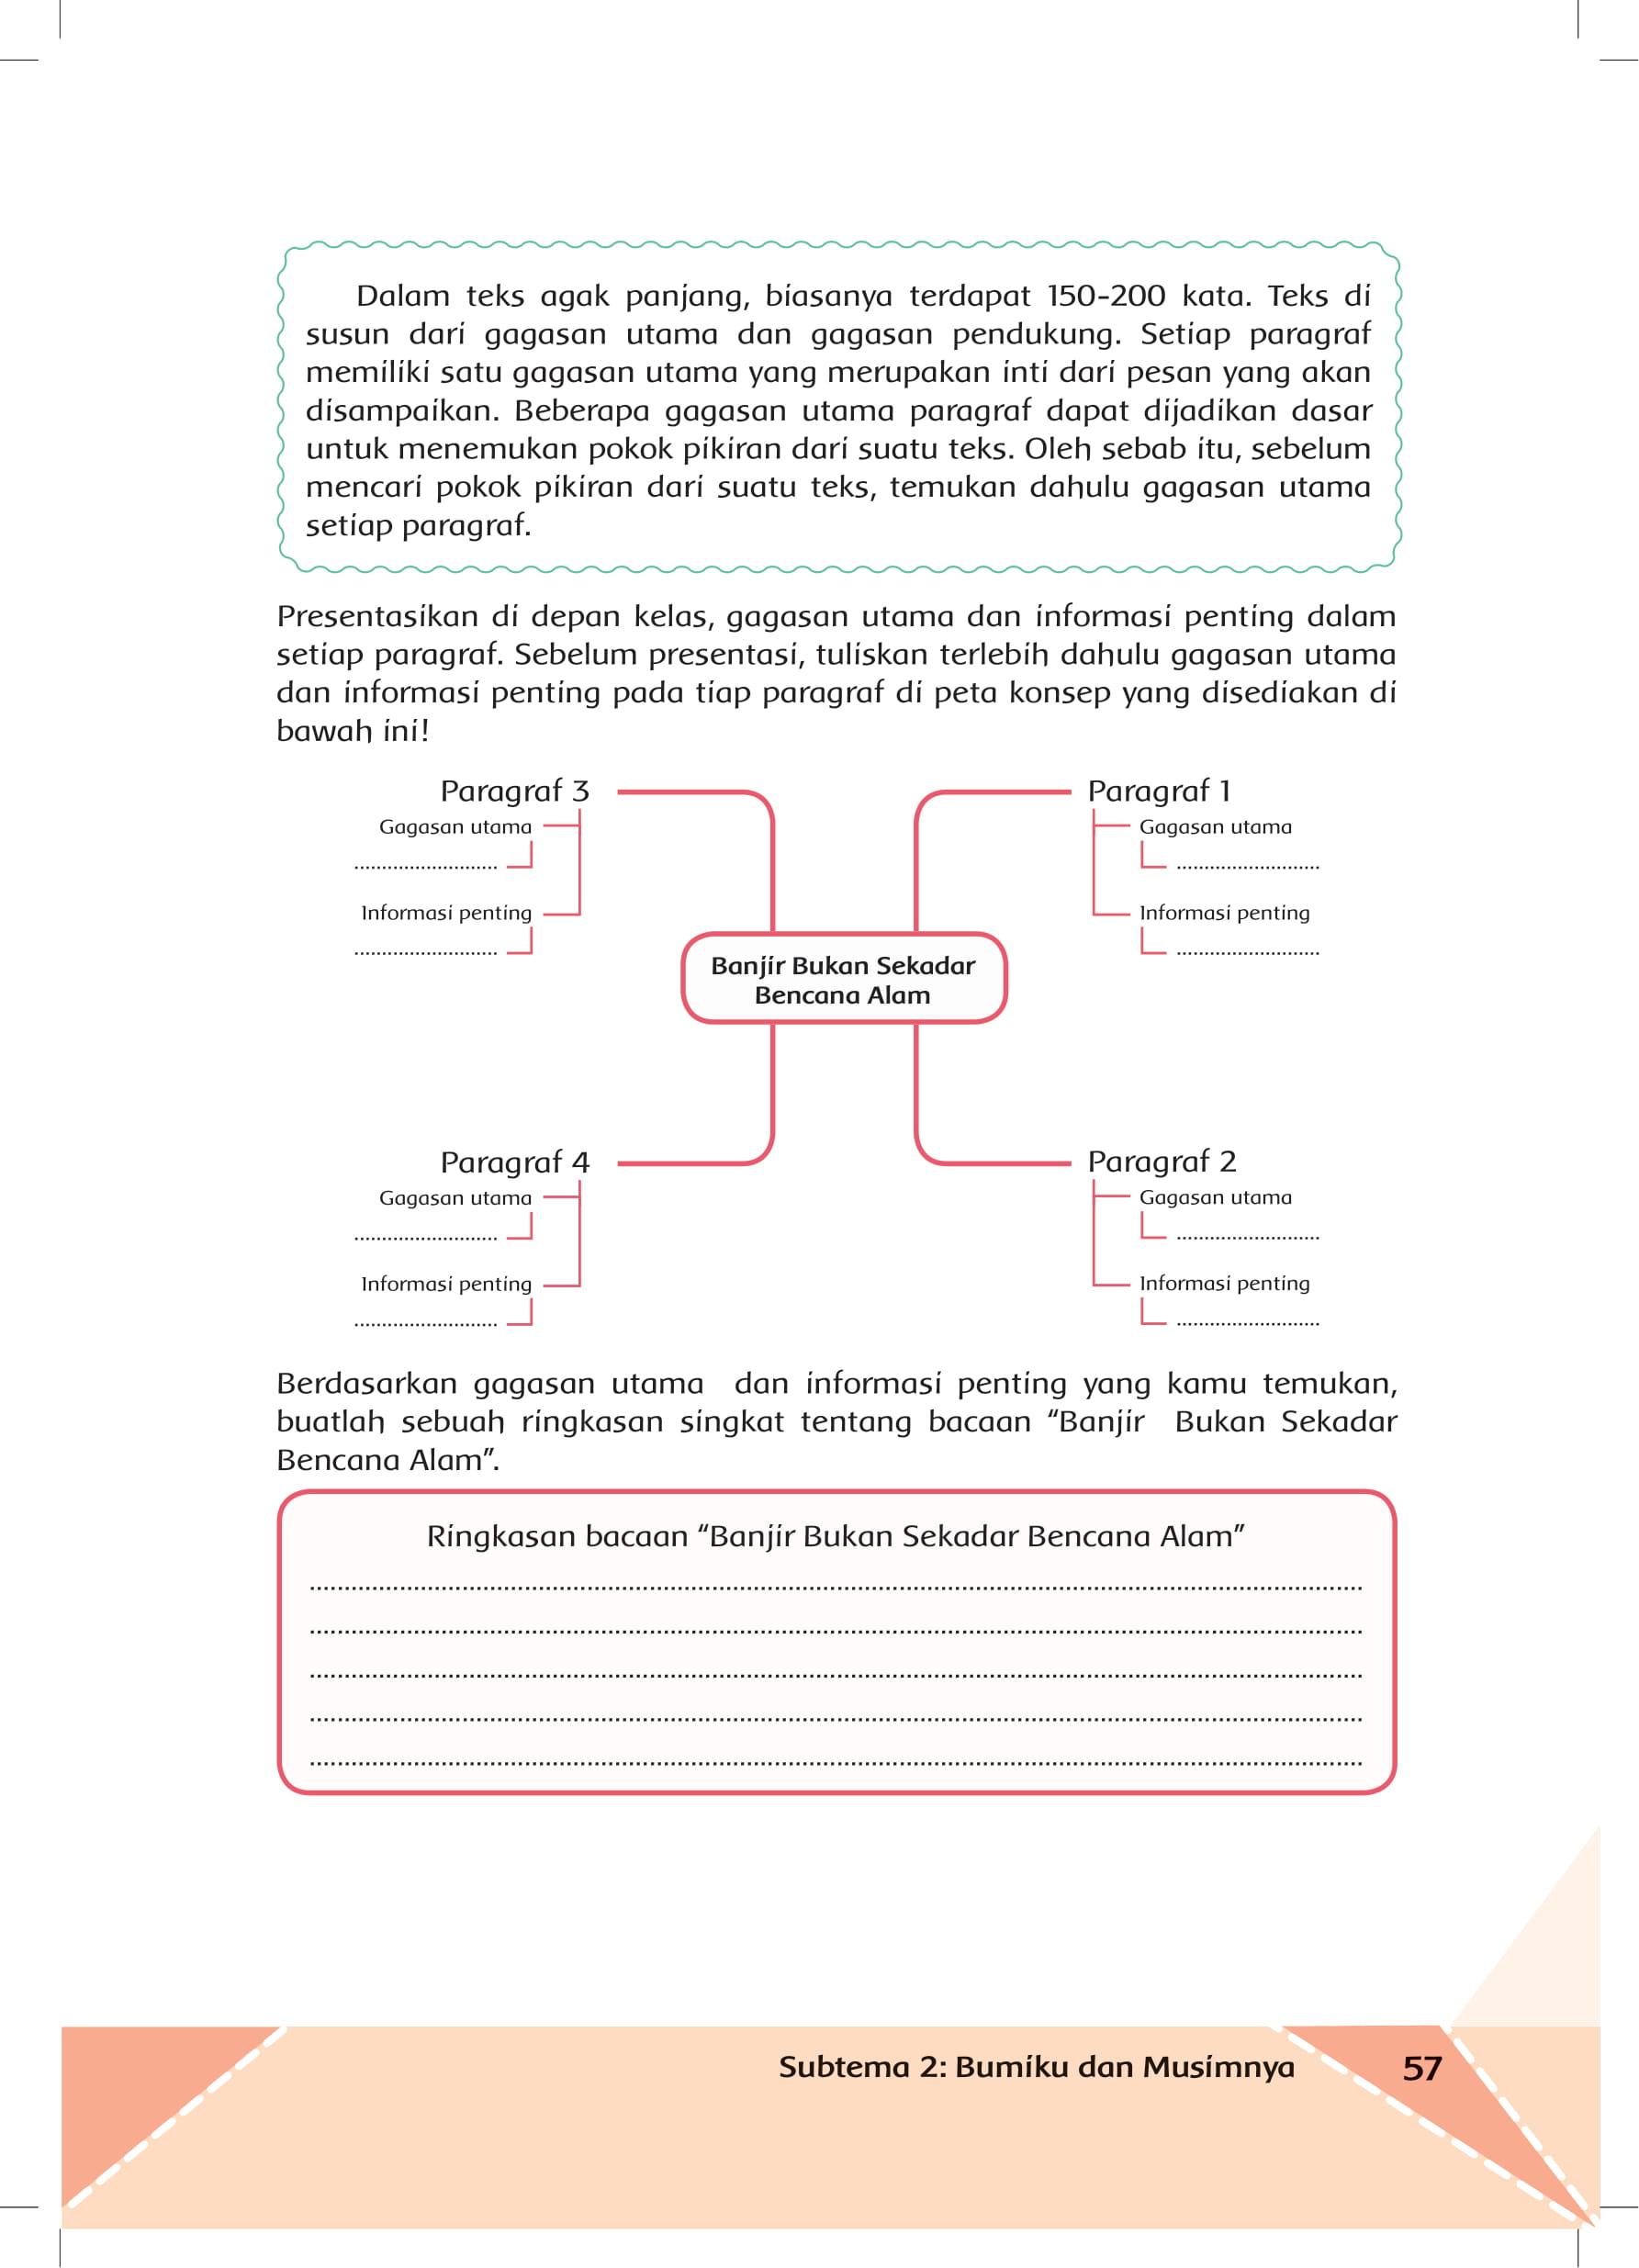 Dalam teks agak panjang, biasanya terdapat 150-200 kata. Teks di
susun dari gagasan utama dan gagasan pendukung. Setiap paragraf
memiliki satu gagasan utama yang merupakan inti dari pesan yang akan
disampaikan. Beberapa gagasan utama paragraf dapat dijadikan dasar
untuk menemukan pokok pikiran dari suatu teks. Oleh sebab itu, sebelum
mencari pokok pikiran dari suatu teks, temukan dahulu gagasan utama
setiap paragraf.
Presentasikan di depan kelas, gagasan utama dan informasi penting dalam
setiap paragraf. Sebelum presentasi, tuliskan terlebih dahulu gagasan utama
dan informasi penting pada tiap paragraf di peta konsep yang disediakan di
bawah ini!
Paragraf 3
Gagasan utama
..........................
Informasi penting
..........................
Paragraf 1
Gagasan utama
..........................
Informasi penting
..........................
Banjir Bukan Sekadar
Bencana Alam
Paragraf 4
Gagasan utama
..........................
Informasi penting
..........................
Paragraf 2
Gagasan utama
..........................
Informasi penting
..........................
Berdasarkan gagasan utama dan informasi penting yang kamu temukan,
buatlah sebuah ringkasan singkat tentang bacaan “Banjir Bukan Sekadar
Bencana Alam”.
Ringkasan bacaan “Banjir Bukan Sekadar Bencana Alam”
..........................
..........................
..........................
..........................
..........................
Subtema 2: Bumiku dan Musimnya
57